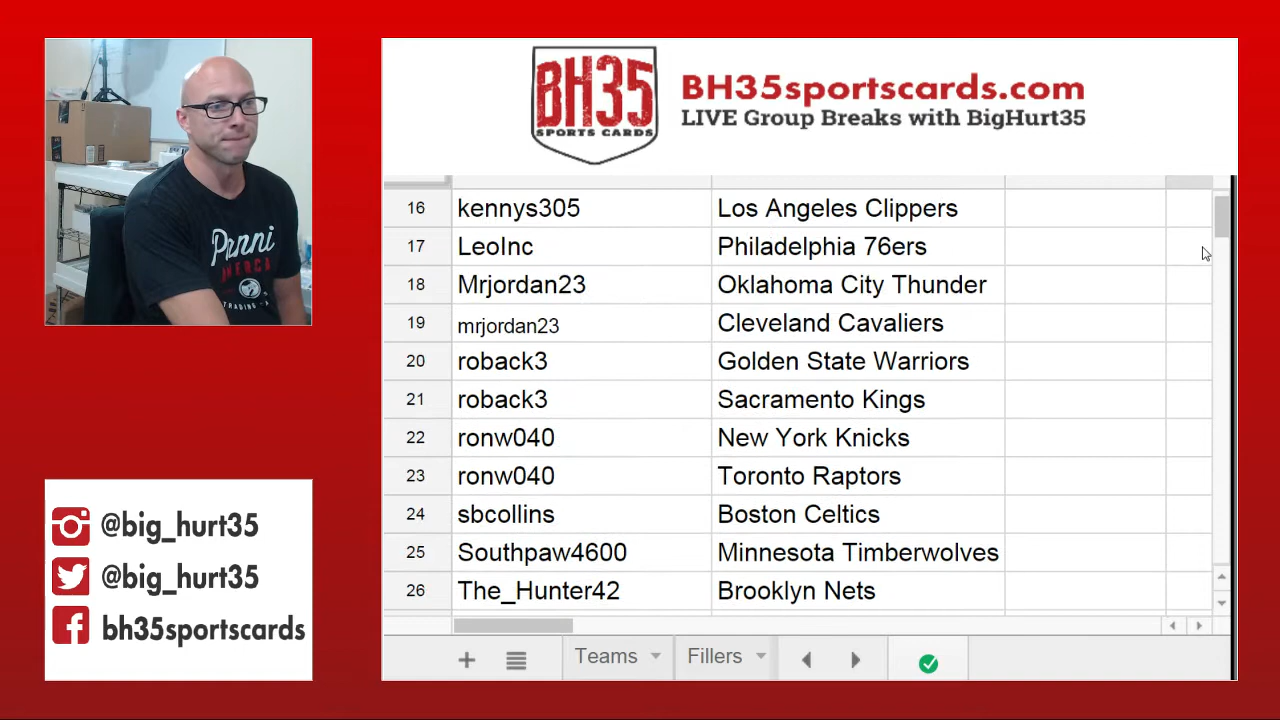 Panni
AMERCA
TRADING
BH35
SPORTS CARDS
BH35sportscards.com
LIVE Group Breaks with BigHurt35
16 kennys305 Los Angeles Clippers
17 LeoInc Philadelphia 76ers
18 Mrjordan23 Oklahoma City Thunder
19 mrjordan23 Cleveland Cavaliers
20 roback3 Golden State Warriors
21 roback3 Sacramento Kings
22 ronw040 New York Knicks
23 ronw040 Toronto Raptors
24 sbcollins Boston Celtics
25 Southpaw4600 Minnesota Timberwolves
26 The_Hunter42 Brooklyn Nets
Teams Fillers
@big_hurt35
@big_hurt35
bh35sportscards